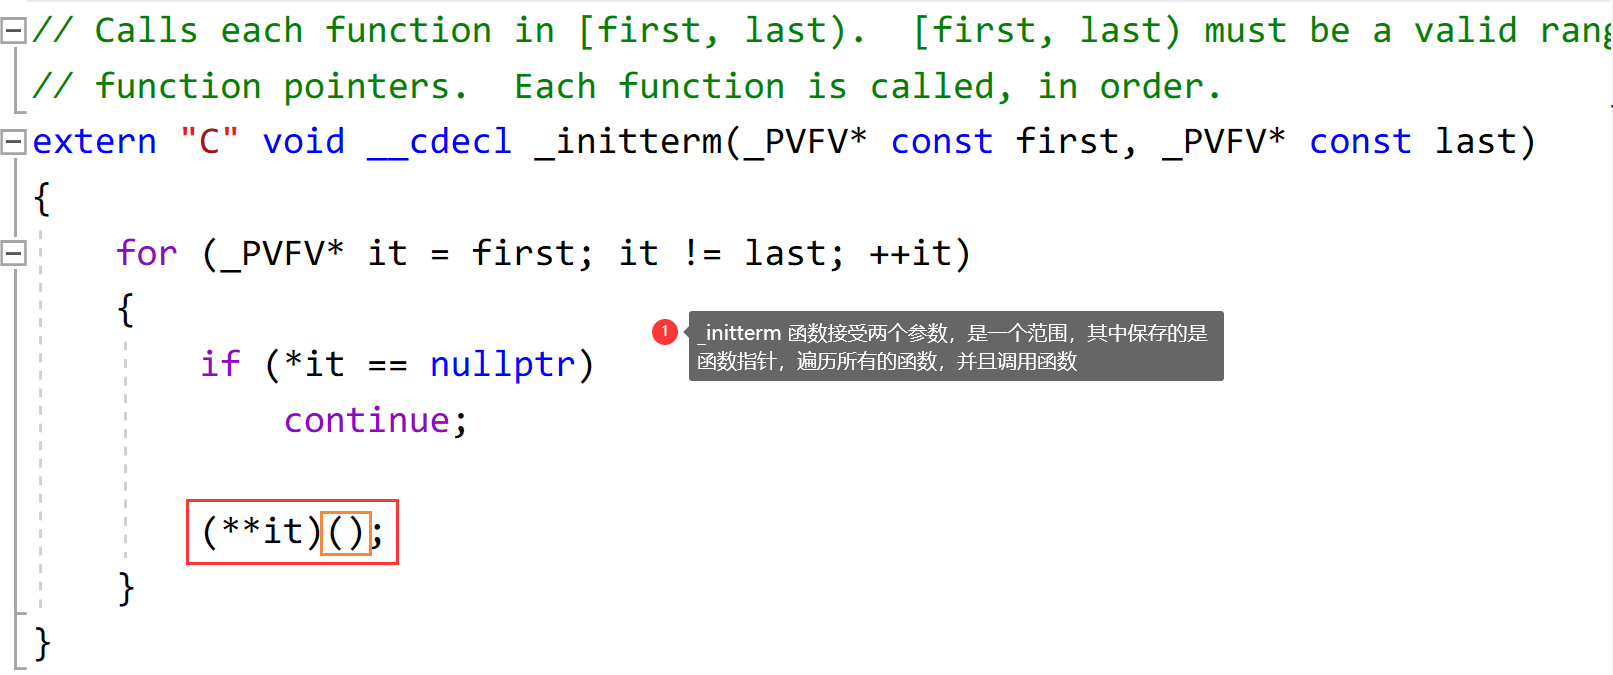 // Calls each function in [first, last).  [first, last) must be a valid rang
// function pointers.  Each function is called, in order.
extern "C" void __cdecl _initterm(_PVFV* const first, _PVFV* const last)
{
    for (_PVFV* it = first; it != last; ++it)
    {
1
_initterm 函数接受两个参数，是一个范围，其中保存的是
函数指针，遍历所有的函数，并且调用函数
        if (*it == nullptr)
            continue;
        (**it)();
    }
}